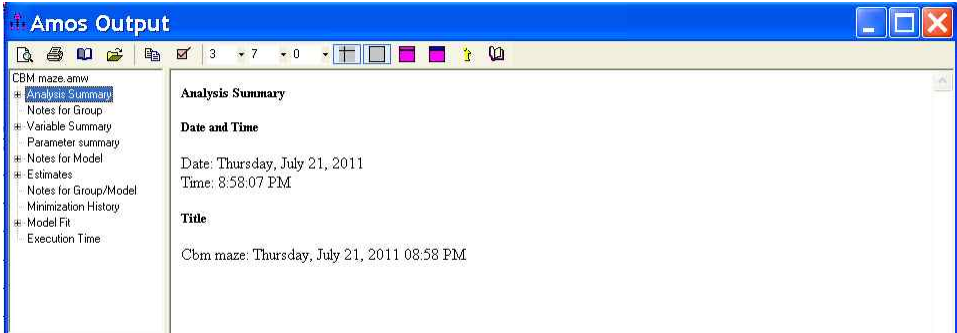 Amos Output
3 7 0
CBM maze.amw
Analysis Summary
Notes for Group
Variable Summary
Parameter summary
Notes for Model
Estimates
Notes for Group/Model
Minimization History
Model Fit
Execution Time
Analysis Summary
Date and Time
Date: Thursday, July 21, 2011
Time: 8:58:07 PM
Title
Cbm maze: Thursday, July 21, 2011 08:58 PM